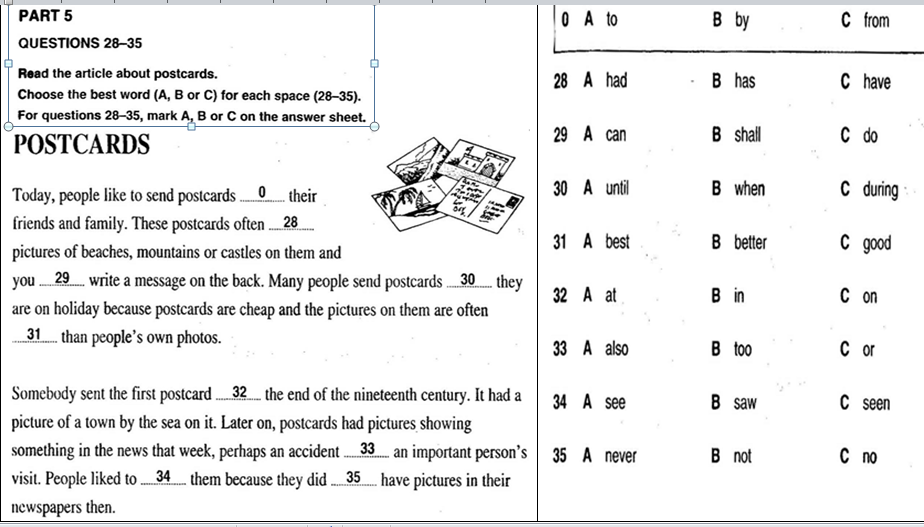 PART 5
QUESTIONS 28–35
Read the article about postcards.
Choose the best word (A, B or C) for each space (28–35).
For questions 28–35, mark A, B or C on the answer sheet.
POSTCARDS
Today, people like to send postcards ....0.... their
friends and family. These postcards often ....28....
pictures of beaches, mountains or castles on them and
you ....29.... write a message on the back. Many people send postcards ....30.... they
are on holiday because postcards are cheap and the pictures on them are often
....31.... than people's own photos.
Somebody sent the first postcard ....32.... the end of the nineteenth century. It had a
picture of a town by the sea on it. Later on, postcards had pictures showing
something in the news that week, perhaps an accident ....33.... an important person's
visit. People liked to ....34.... them because they did ....35.... have pictures in their
newspapers then.
0 A to B by C from
28 A had B has C have
29 A can B shall C do
30 A until B when C during
31 A best B better C good
32 A at B in C on
33 A also B too C or
34 A see B saw C seen
35 A never B not C no